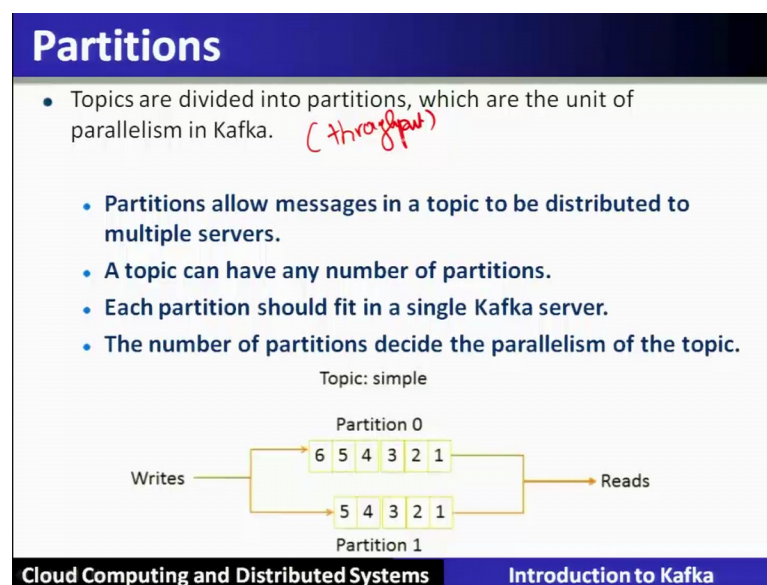 Partitions
• Topics are divided into partitions, which are the unit of
parallelism in Kafka. (throghput)
• Partitions allow messages in a topic to be distributed to
multiple servers.
• A topic can have any number of partitions.
• Each partition should fit in a single Kafka server.
• The number of partitions decide the parallelism of the topic.
Topic: simple
Partition 0
6 5 4 3 2 1
Writes Reads
5 4 3 2 1
Partition 1
Cloud Computing and Distributed Systems Introduction to Kafka